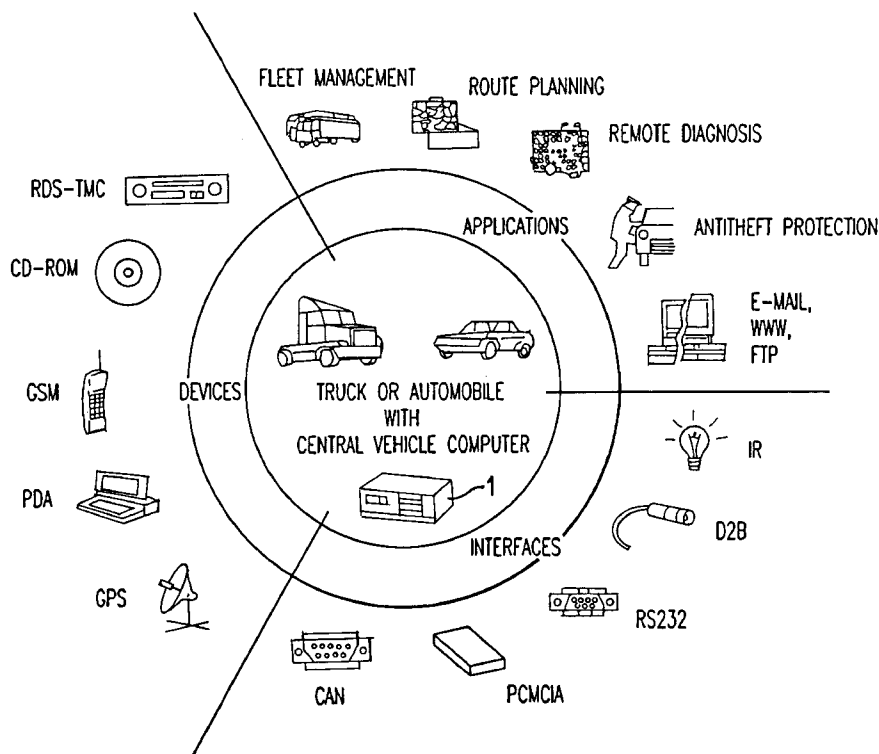 FLEET MANAGEMENT
ROUTE PLANNING
REMOTE DIAGNOSIS
RDS-TMC
APPLICATIONS
ANTITHEFT PROTECTION
CD-ROM
E-MAIL,
WWW,
FTP
GSM
DEVICES
TRUCK OR AUTOMOBILE
WITH
CENTRAL VEHICLE COMPUTER
IR
PDA
1
D2B
INTERFACES
GPS
RS232
CAN
PCMCIA